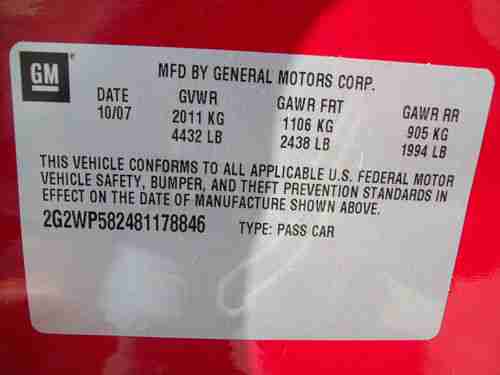 GM
MFD BY GENERAL MOTORS CORP.
DATE GVWR GAWR FRT GAWR RR
10/07 2011 KG 1106 KG 905 KG
4432 LB 2438 LB 1994 LB
THIS VEHICLE CONFORMS TO ALL APPLICABLE U.S. FEDERAL MOTOR
VEHICLE SAFETY, BUMPER, AND THEFT PREVENTION STANDARDS IN
EFFECT ON THE DATE OF MANUFACTURE SHOWN ABOVE.
2G2WP582481178846 TYPE: PASS CAR